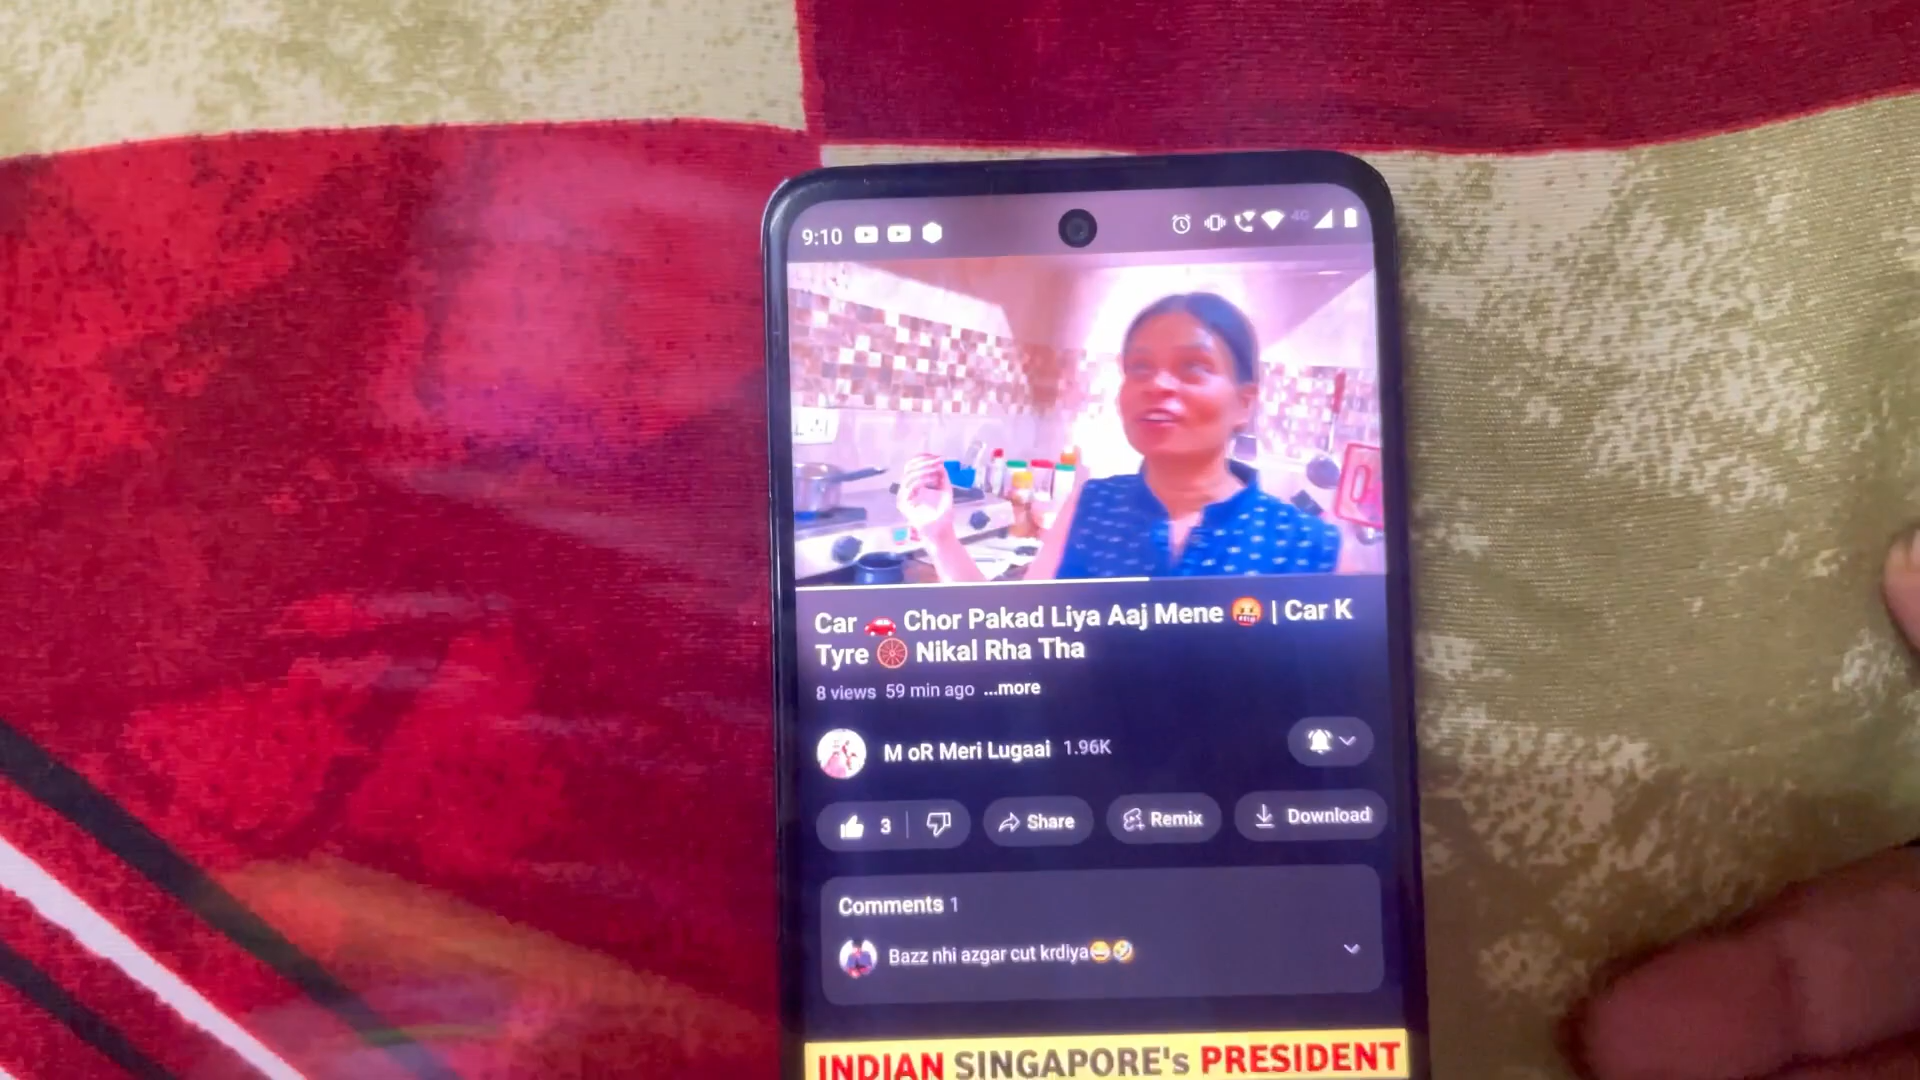 9:10
4G
Car 🚗 Chor Pakad Liya Aaj Mene 🤬 | Car K
Tyre 🛞 Nikal Rha Tha
8 views 59 min ago ...more
M oR Meri Lugaai 1.96K
3 Share Remix Download
Comments 1
Bazz nhi azgar cut krdiya😂🤣
INDIAN SINGAPORE's PRESIDENT